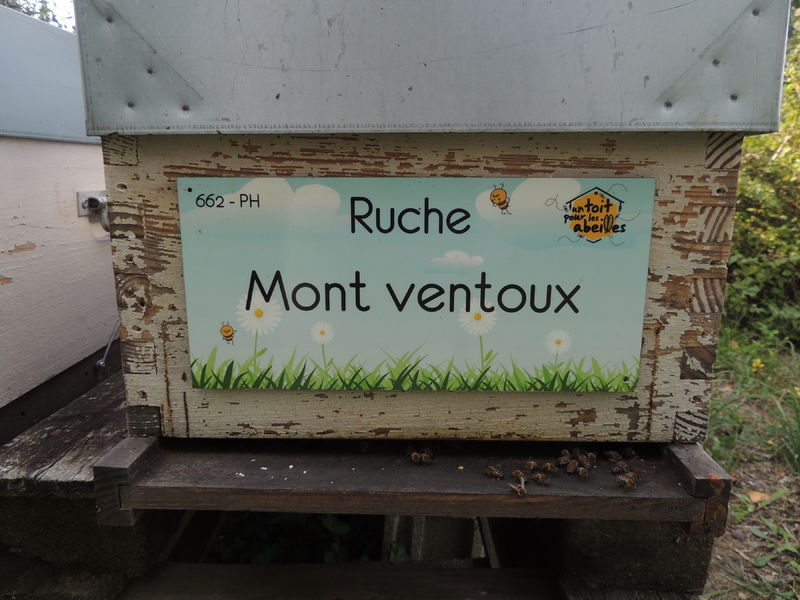 662 - PH
Ruche
un toit
pour les
abeilles
Mont ventoux